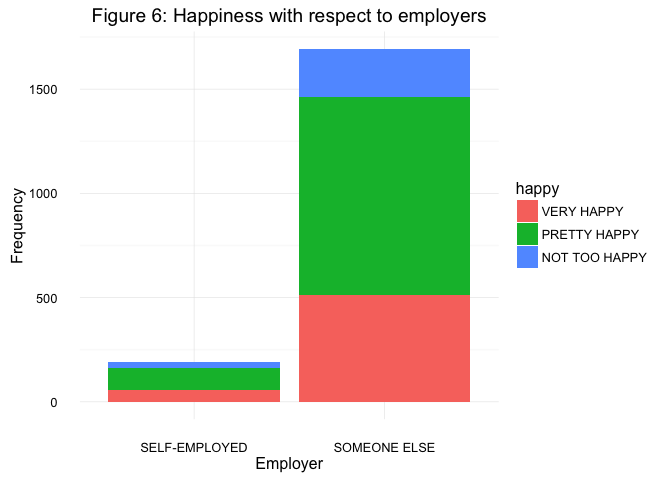 Figure 6: Happiness with respect to employers
1500
1000
500
0
Frequency
SELF-EMPLOYED
SOMEONE ELSE
Employer
happy
VERY HAPPY
PRETTY HAPPY
NOT TOO HAPPY